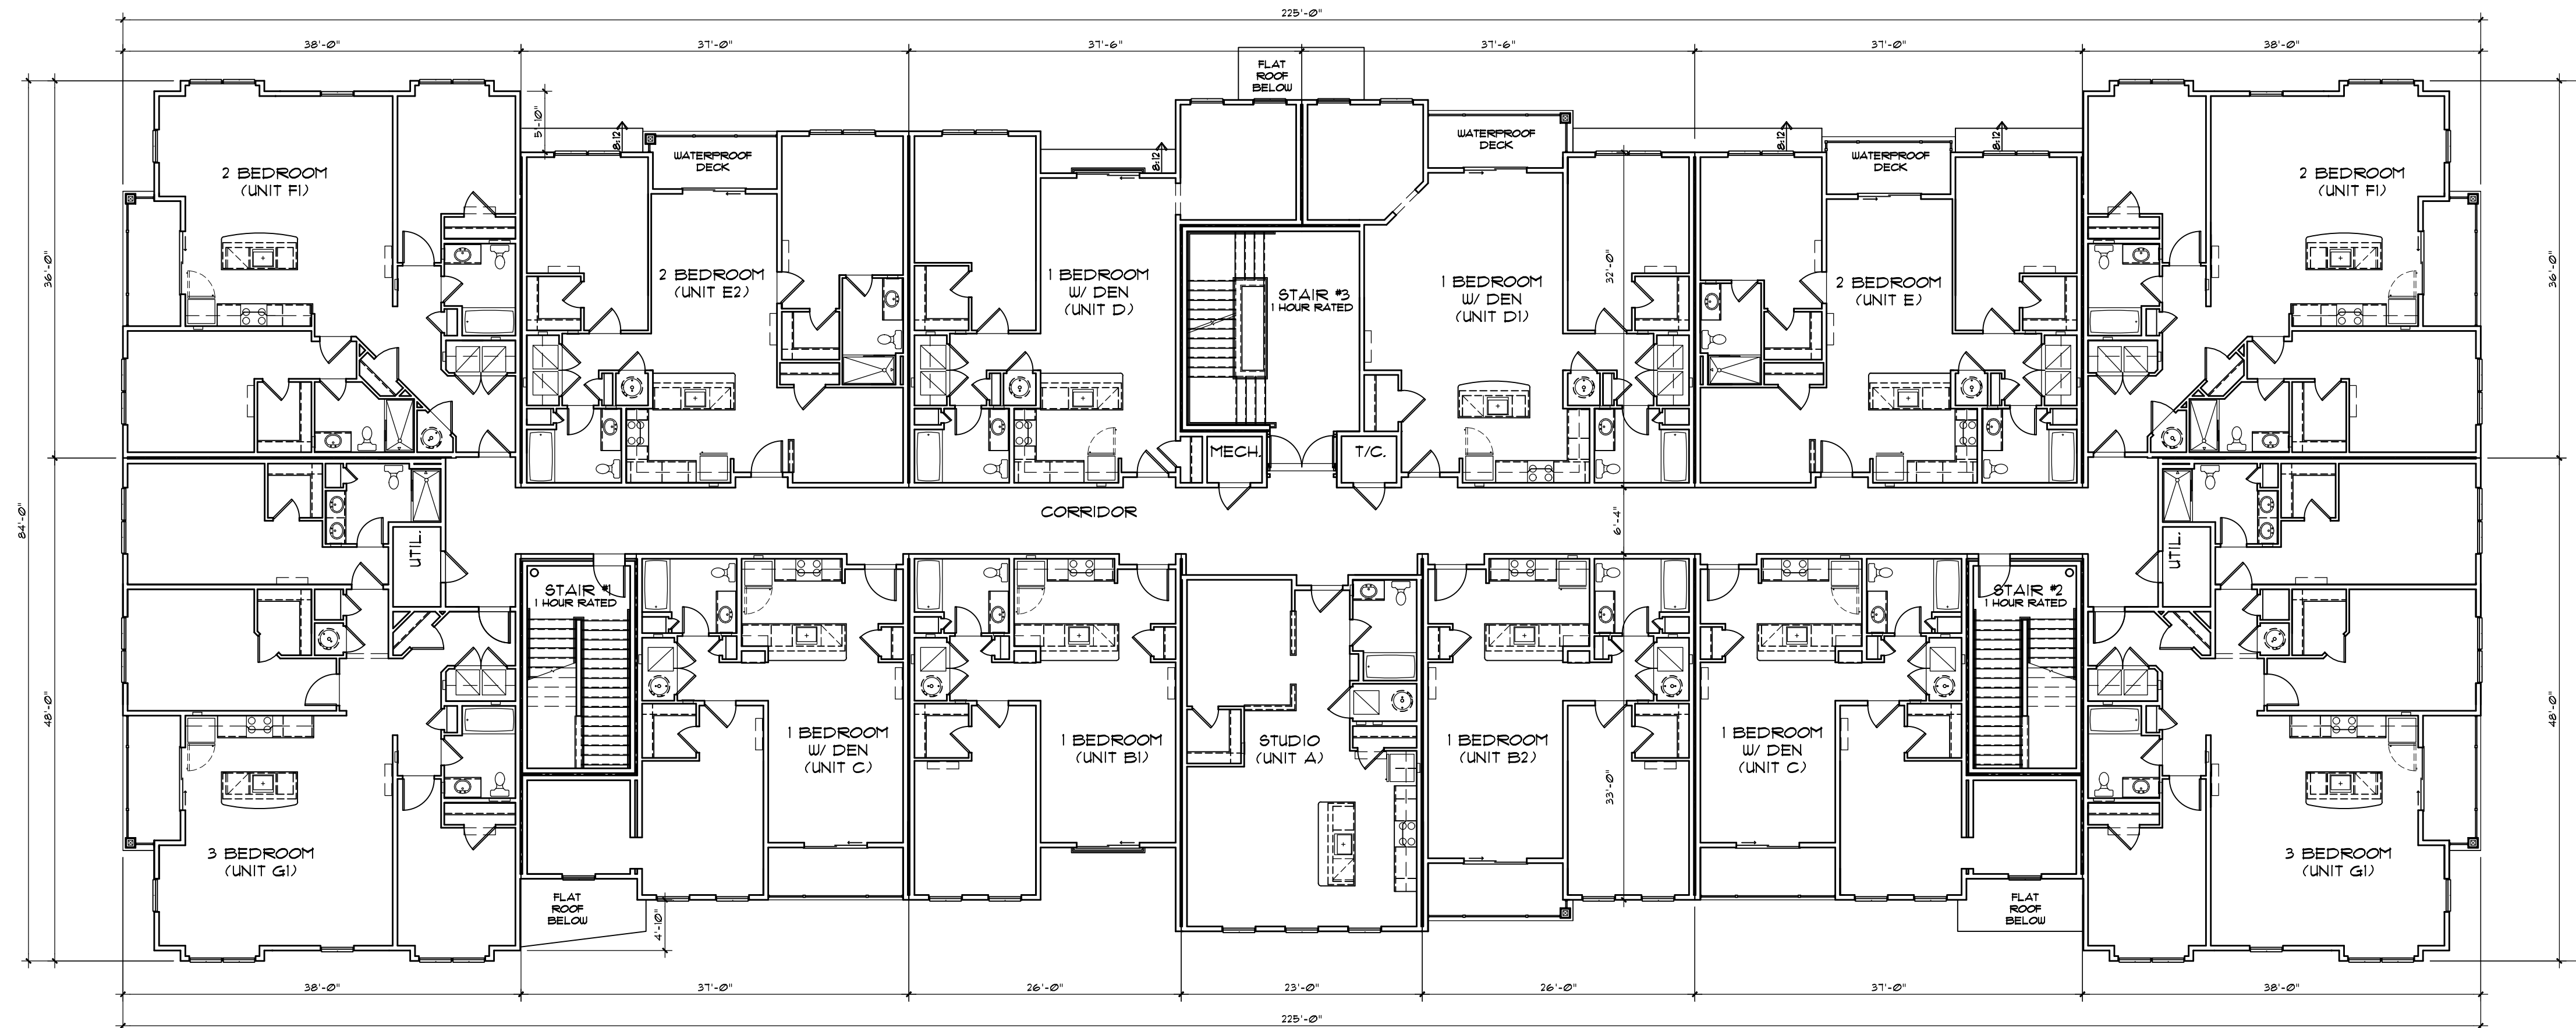 225'-0"
38'-0"
37'-0"
37'-6"
37'-6"
37'-0"
38'-0"
FLAT
ROOF
BELOW
5'-10"
8:12
8:12
8:12
8:12
WATERPROOF
DECK
WATERPROOF
DECK
WATERPROOF
DECK
2 BEDROOM
(UNIT F1)
2 BEDROOM
(UNIT E2)
1 BEDROOM
W/ DEN
(UNIT D)
STAIR #3
1 HOUR RATED
1 BEDROOM
W/ DEN
(UNIT D1)
32'-0"
2 BEDROOM
(UNIT E)
2 BEDROOM
(UNIT F1)
36'-0"
36'-0"
MECH.
T/C.
84'-0"
CORRIDOR
6'-4"
UTIL.
UTIL.
STAIR #1
1 HOUR RATED
STAIR #2
1 HOUR RATED
48'-0"
48'-0"
1 BEDROOM
W/ DEN
(UNIT C)
1 BEDROOM
(UNIT B1)
STUDIO
(UNIT A)
1 BEDROOM
(UNIT B2)
33'-0"
1 BEDROOM
W/ DEN
(UNIT C)
3 BEDROOM
(UNIT G1)
3 BEDROOM
(UNIT G1)
FLAT
ROOF
BELOW
4'-10"
FLAT
ROOF
BELOW
38'-0"
37'-0"
26'-0"
23'-0"
26'-0"
37'-0"
38'-0"
225'-0"